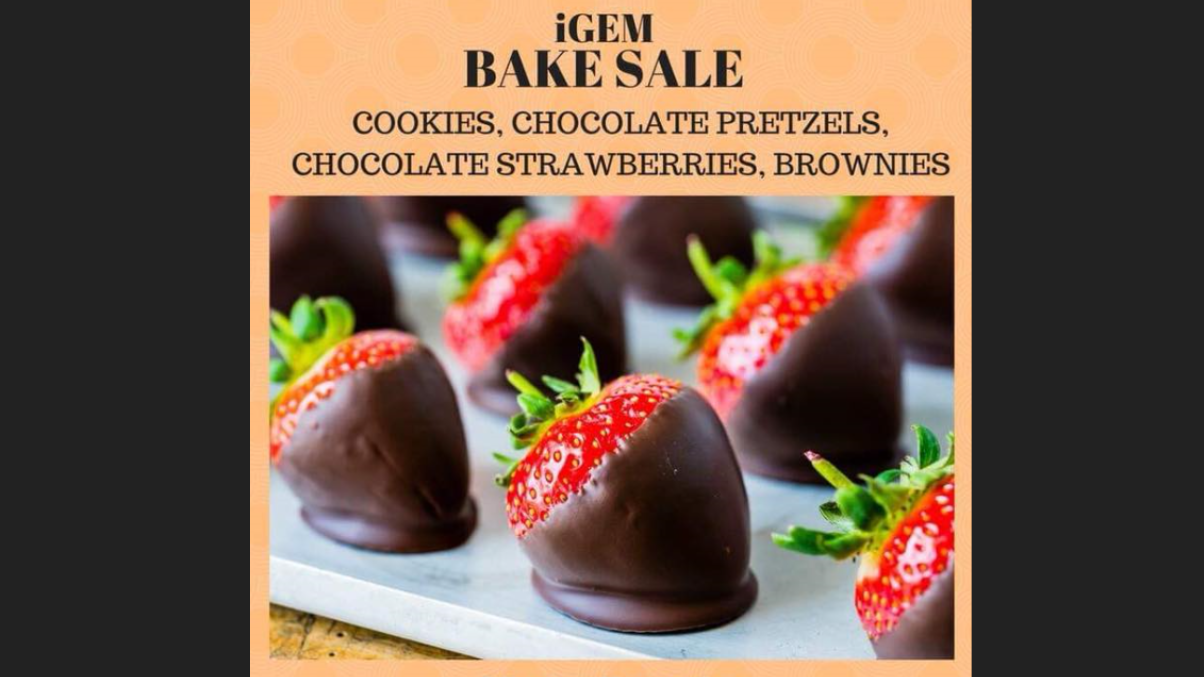 iGEM
BAKE SALE
COOKIES, CHOCOLATE PRETZELS,
CHOCOLATE STRAWBERRIES, BROWNIES